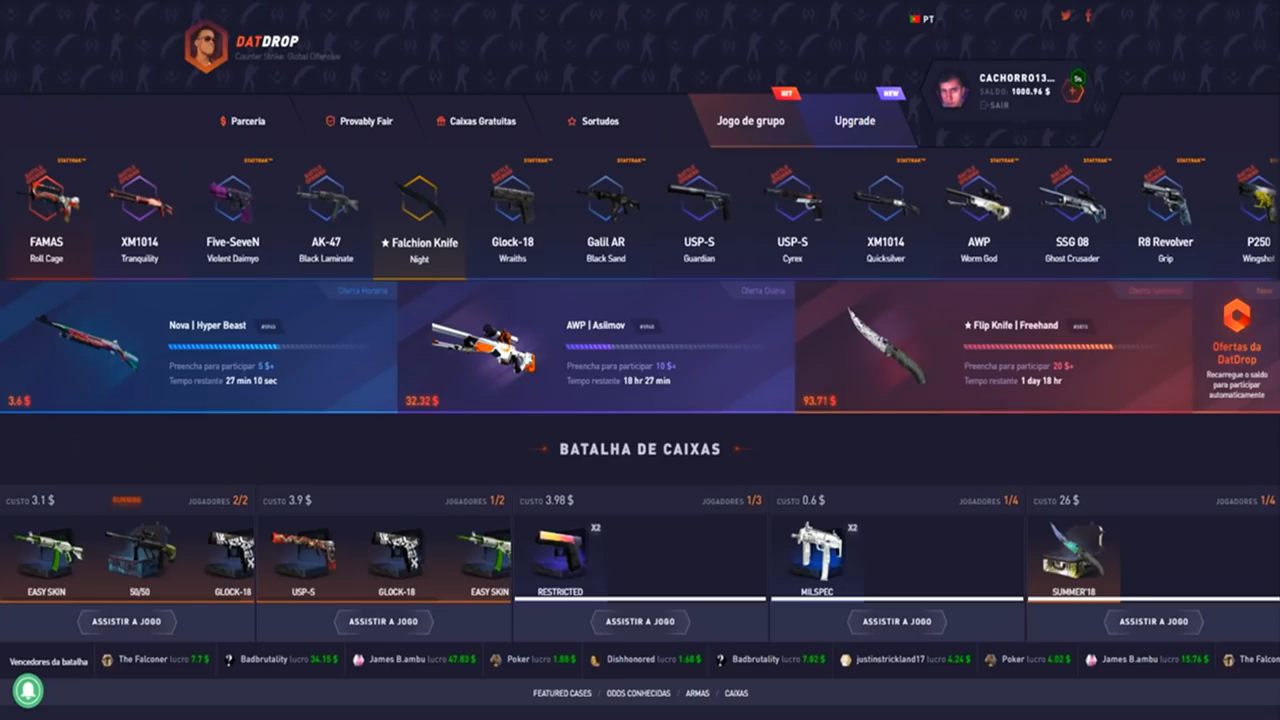 PT
DATDROP
Counter Strike: Global Offensive
CACHORRO13...
5%
SALDO: 1000.96 $
SAIR
HIT
NEW
Parceria
Provably Fair
Caixas Gratuitas
Sortudos
Jogo de grupo
Upgrade
STATTRAK™
STATTRAK™
STATTRAK™
STATTRAK™
STATTRAK™
STATTRAK™
STATTRAK™
STATTRAK™
FAMAS
Roll Cage
XM1014
Tranquility
Five-SeveN
Violent Daimyo
AK-47
Black Laminate
★ Falchion Knife
Night
Glock-18
Wraiths
Galil AR
Black Sand
USP-S
Guardian
USP-S
Cyrex
XM1014
Quicksilver
AWP
Worm God
SSG 08
Ghost Crusader
R8 Revolver
Grip
P250
Wingshot
Oferta Horaria
Nova | Hyper Beast
Preencha para participar 5 $+
Tempo restante 27 min 10 sec
3.6 $
Oferta Diaria
AWP | Asiimov
Preencha para participar 10 $+
Tempo restante 18 hr 27 min
32.32 $
★ Flip Knife | Freehand
Preencha para participar 20 $+
Tempo restante 1 day 18 hr
93.71 $
New
Ofertas da
DatDrop
Recarregue o saldo
para participar
automaticamente
BATALHA DE CAIXAS
CUSTO 3.1 $
RUNNING
JOGADORES 2/2
EASY SKIN
50/50
GLOCK-18
ASSISTIR A JOGO
CUSTO 3.9 $
JOGADORES 1/2
USP-S
GLOCK-18
EASY SKIN
ASSISTIR A JOGO
CUSTO 3.98 $
JOGADORES 1/3
X2
RESTRICTED
ASSISTIR A JOGO
CUSTO 0.6 $
JOGADORES 1/4
X2
MILSPEC
ASSISTIR A JOGO
CUSTO 26 $
JOGADORES 1/4
SUMMER'18
ASSISTIR A JOGO
Vencedores da batalha
The Falconer lucro 7.7 $
Badbrutality lucro 34.15 $
James B.ambu lucro 47.83 $
Poker lucro 1.88 $
Dishhonored lucro 1.68 $
Badbrutality lucro 7.82 $
justinstrickland17 lucro 4.24 $
Poker lucro 4.02 $
James B.ambu lucro 15.76 $
The Falcon
FEATURED CASES / ODDS CONHECIDAS / ARMAS / CAIXAS